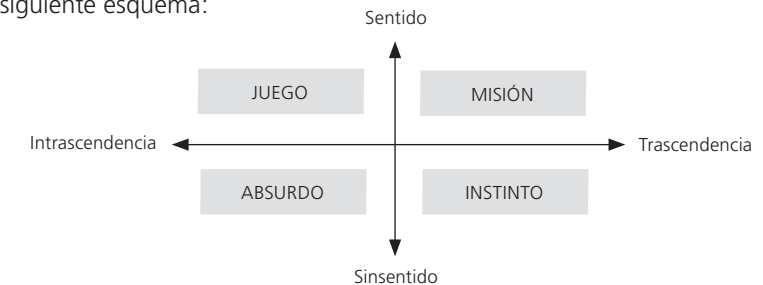 siguiente esquema:
Sentido
JUEGO
MISIÓN
Intrascendencia
Trascendencia
ABSURDO
INSTINTO
Sinsentido